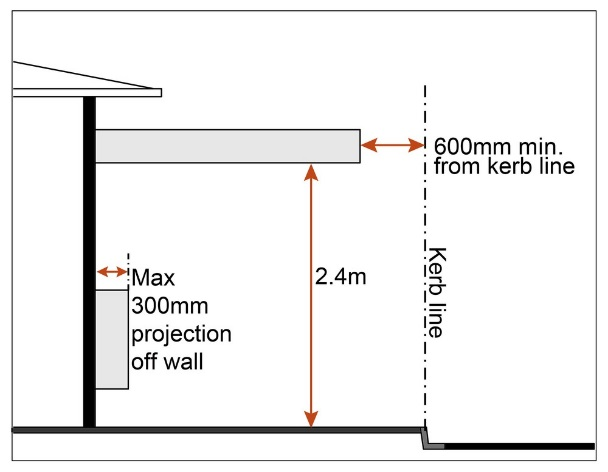 600mm min.
from kerb line
Max
300mm
projection
off wall
2.4m
Kerb line